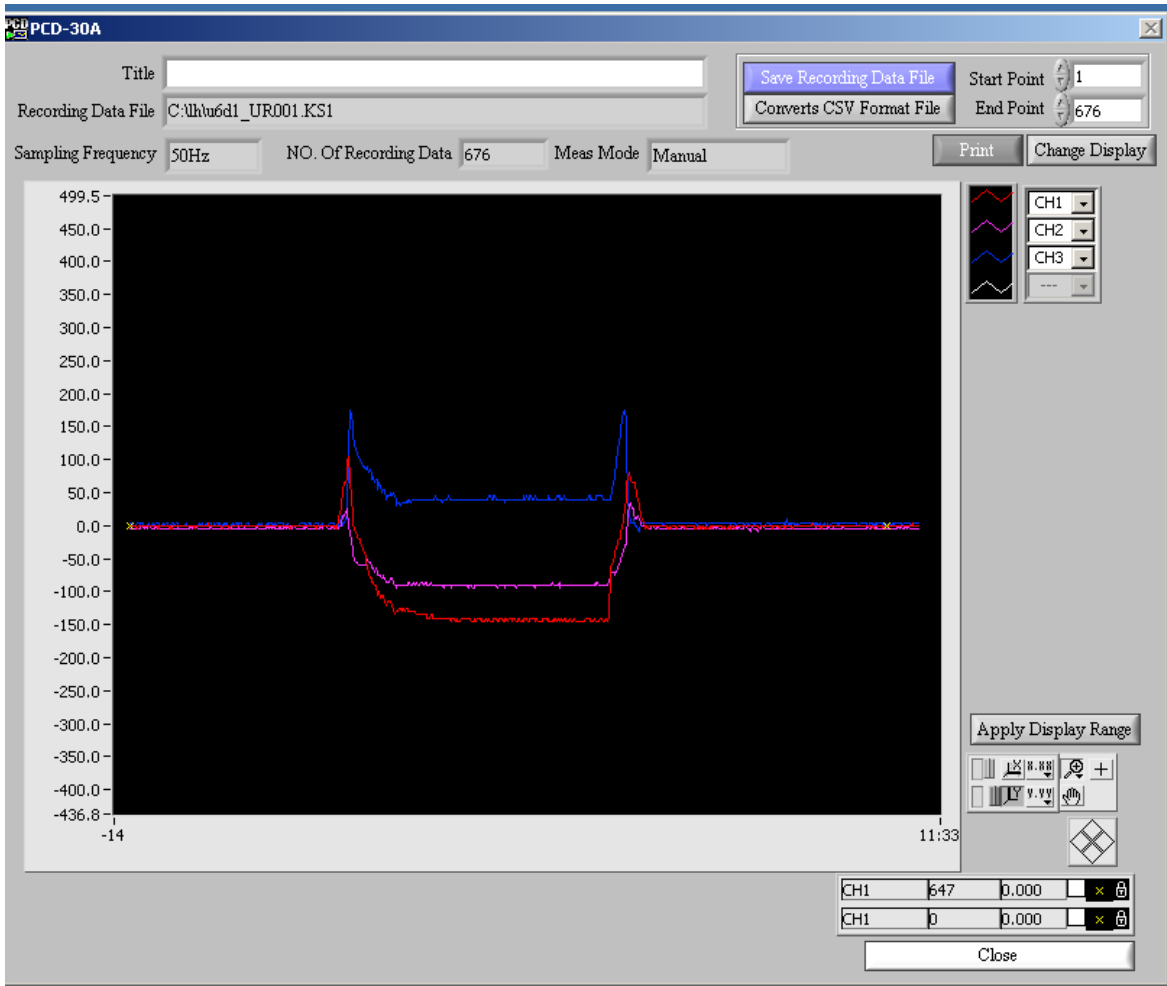 PCD-30A
Title
Save Recording Data File
Start Point 1
Recording Data File C:\lh\u6d1_UR001.KS1
Converts CSV Format File
End Point 676
Sampling Frequency 50Hz NO. Of Recording Data 676 Meas Mode Manual
Print Change Display
499.5
450.0
400.0
350.0
300.0
250.0
200.0
150.0
100.0
50.0
0.0
-50.0
-100.0
-150.0
-200.0
-250.0
-300.0
-350.0
-400.0
-436.8
-14
11:33
CH1
CH2
CH3
---
Apply Display Range
X 8.88
Y y.yy
CH1 647 0.000
CH1 0 0.000
Close